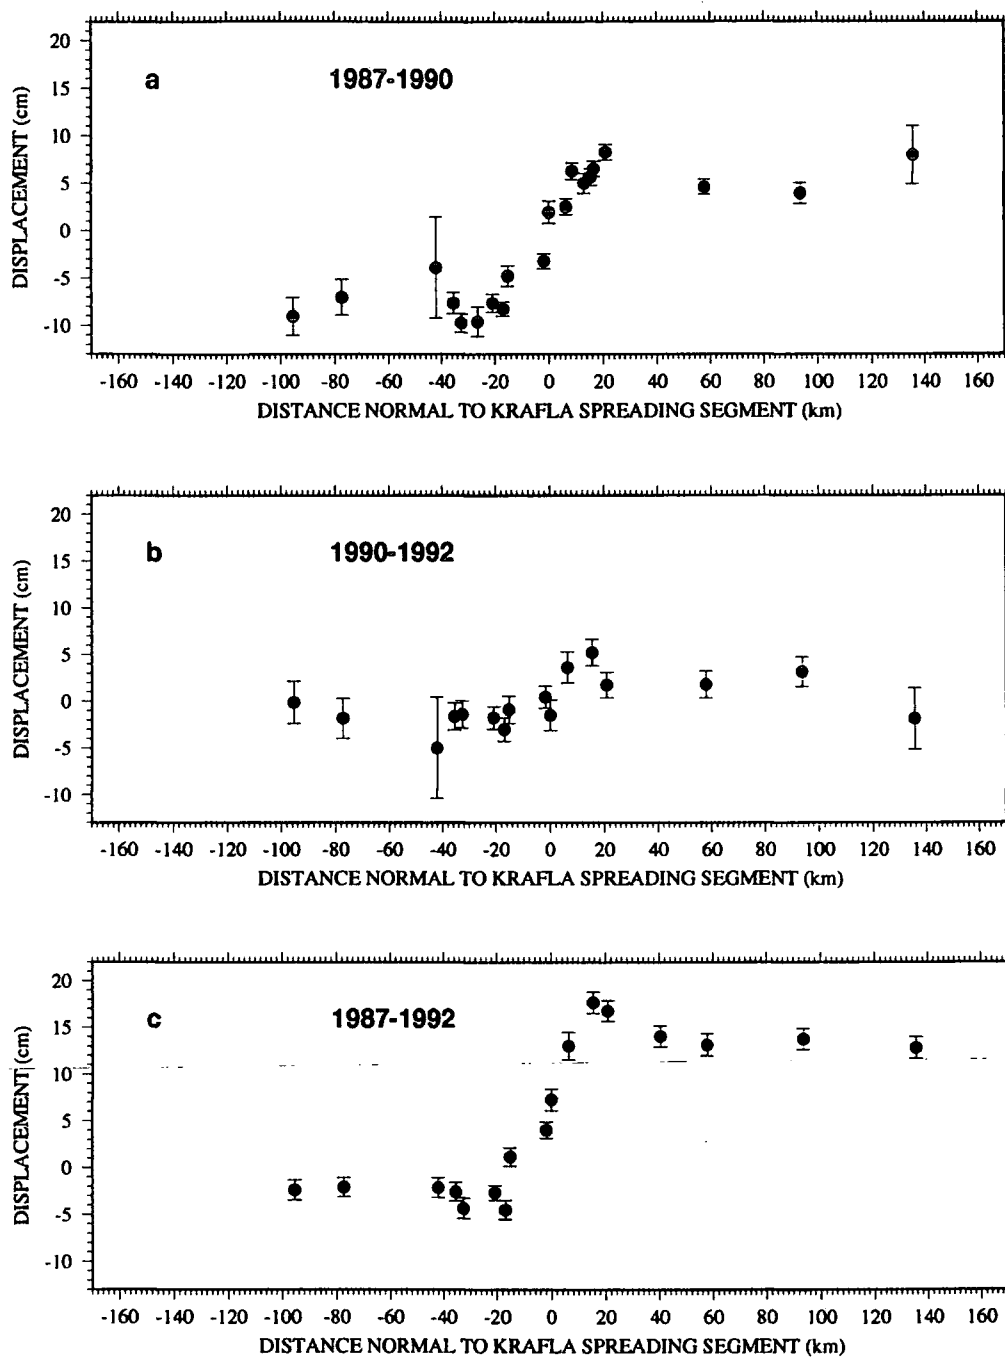 a 1987-1990
DISPLACEMENT (cm)
20
15
10
5
0
-5
-10
-160 -140 -120 -100 -80 -60 -40 -20 0 20 40 60 80 100 120 140 160
DISTANCE NORMAL TO KRAFLA SPREADING SEGMENT (km)
b 1990-1992
DISPLACEMENT (cm)
20
15
10
5
0
-5
-10
-160 -140 -120 -100 -80 -60 -40 -20 0 20 40 60 80 100 120 140 160
DISTANCE NORMAL TO KRAFLA SPREADING SEGMENT (km)
c 1987-1992
DISPLACEMENT (cm)
20
15
10
5
0
-5
-10
-160 -140 -120 -100 -80 -60 -40 -20 0 20 40 60 80 100 120 140 160
DISTANCE NORMAL TO KRAFLA SPREADING SEGMENT (km)